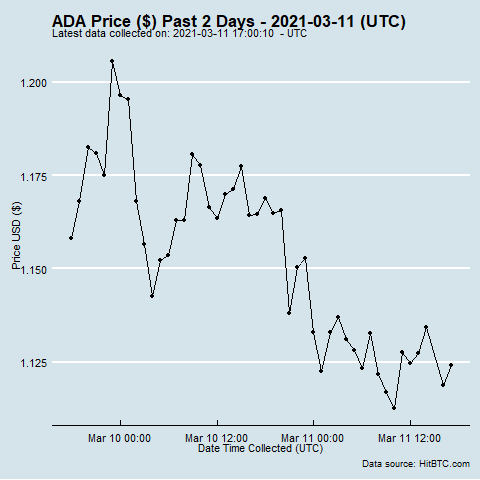 ADA Price ($) Past 2 Days - 2021-03-11 (UTC)
Latest data collected on: 2021-03-11 17:00:10 - UTC
1.200
1.175
1.150
1.125
Price USD ($)
Mar 10 00:00 Mar 10 12:00 Mar 11 00:00 Mar 11 12:00
Date Time Collected (UTC)
Data source: HitBTC.com